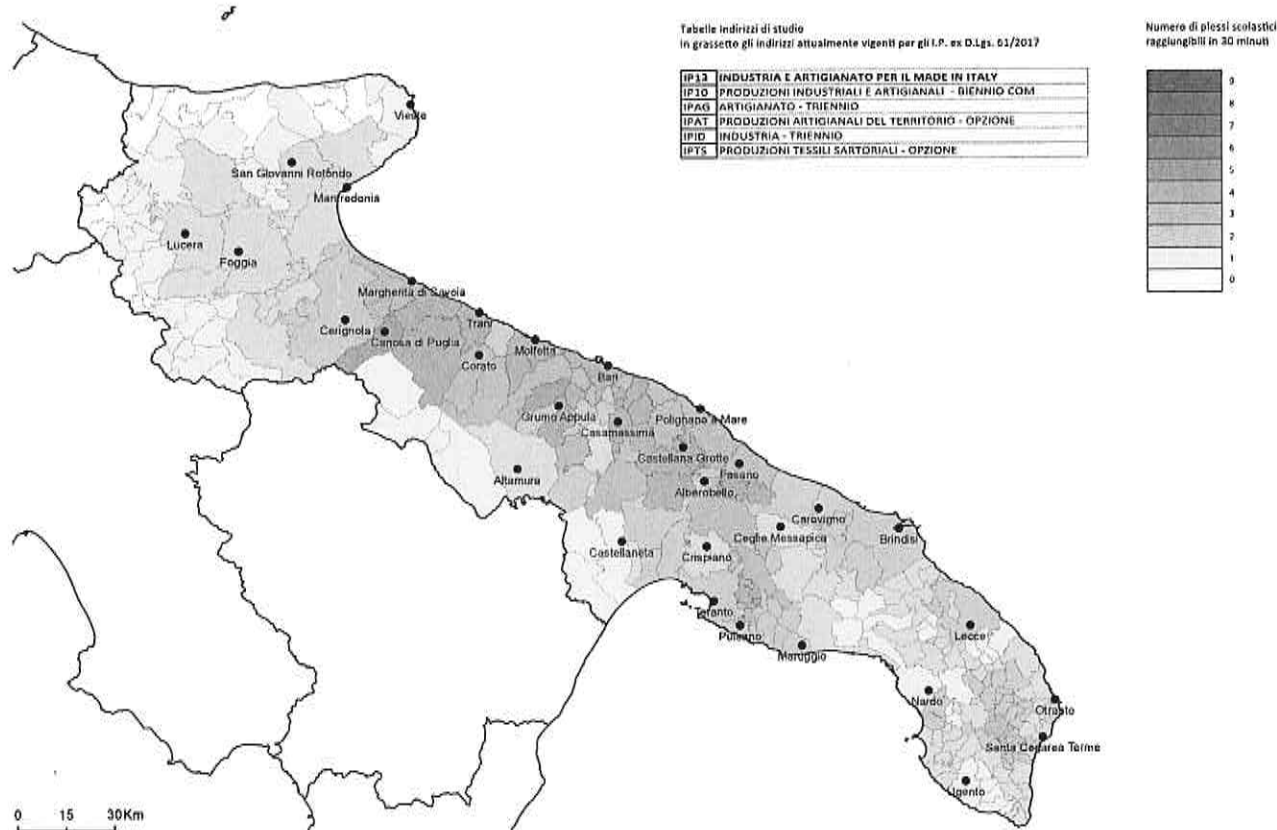 Tabelle indirizzi di studio
in grassetto gli indirizzi attualmente vigenti per gli I.P. ex D.Lgs. 61/2017
IP13 INDUSTRIA E ARTIGIANATO PER IL MADE IN ITALY
IP10 PRODUZIONI INDUSTRIALI E ARTIGIANALI - BIENNIO COM
IPAG ARTIGIANATO - TRIENNIO
IPAT PRODUZIONI ARTIGIANALI DEL TERRITORIO - OPZIONE
IPID INDUSTRIA - TRIENNIO
IPTS PRODUZIONI TESSILI SARTORIALI - OPZIONE
Numero di plessi scolastici
raggiungibili in 30 minuti
9
8
7
6
5
4
3
2
1
0
Vieste
San Giovanni Rotondo
Manfredonia
Lucera
Foggia
Margherita di Savoia
Cerignola
Canosa di Puglia
Trani
Corato
Molfetta
Bari
Grumo Appula
Casamassima
Polignano a Mare
Castellana Grotte
Fasano
Altamura
Alberobello
Carovigno
Ceglie Messapica
Brindisi
Castellaneta
Crispiano
Taranto
Pulsano
Maruggio
Lecce
Nardo
Otranto
Santa Cesarea Terme
Ugento
0 15 30Km